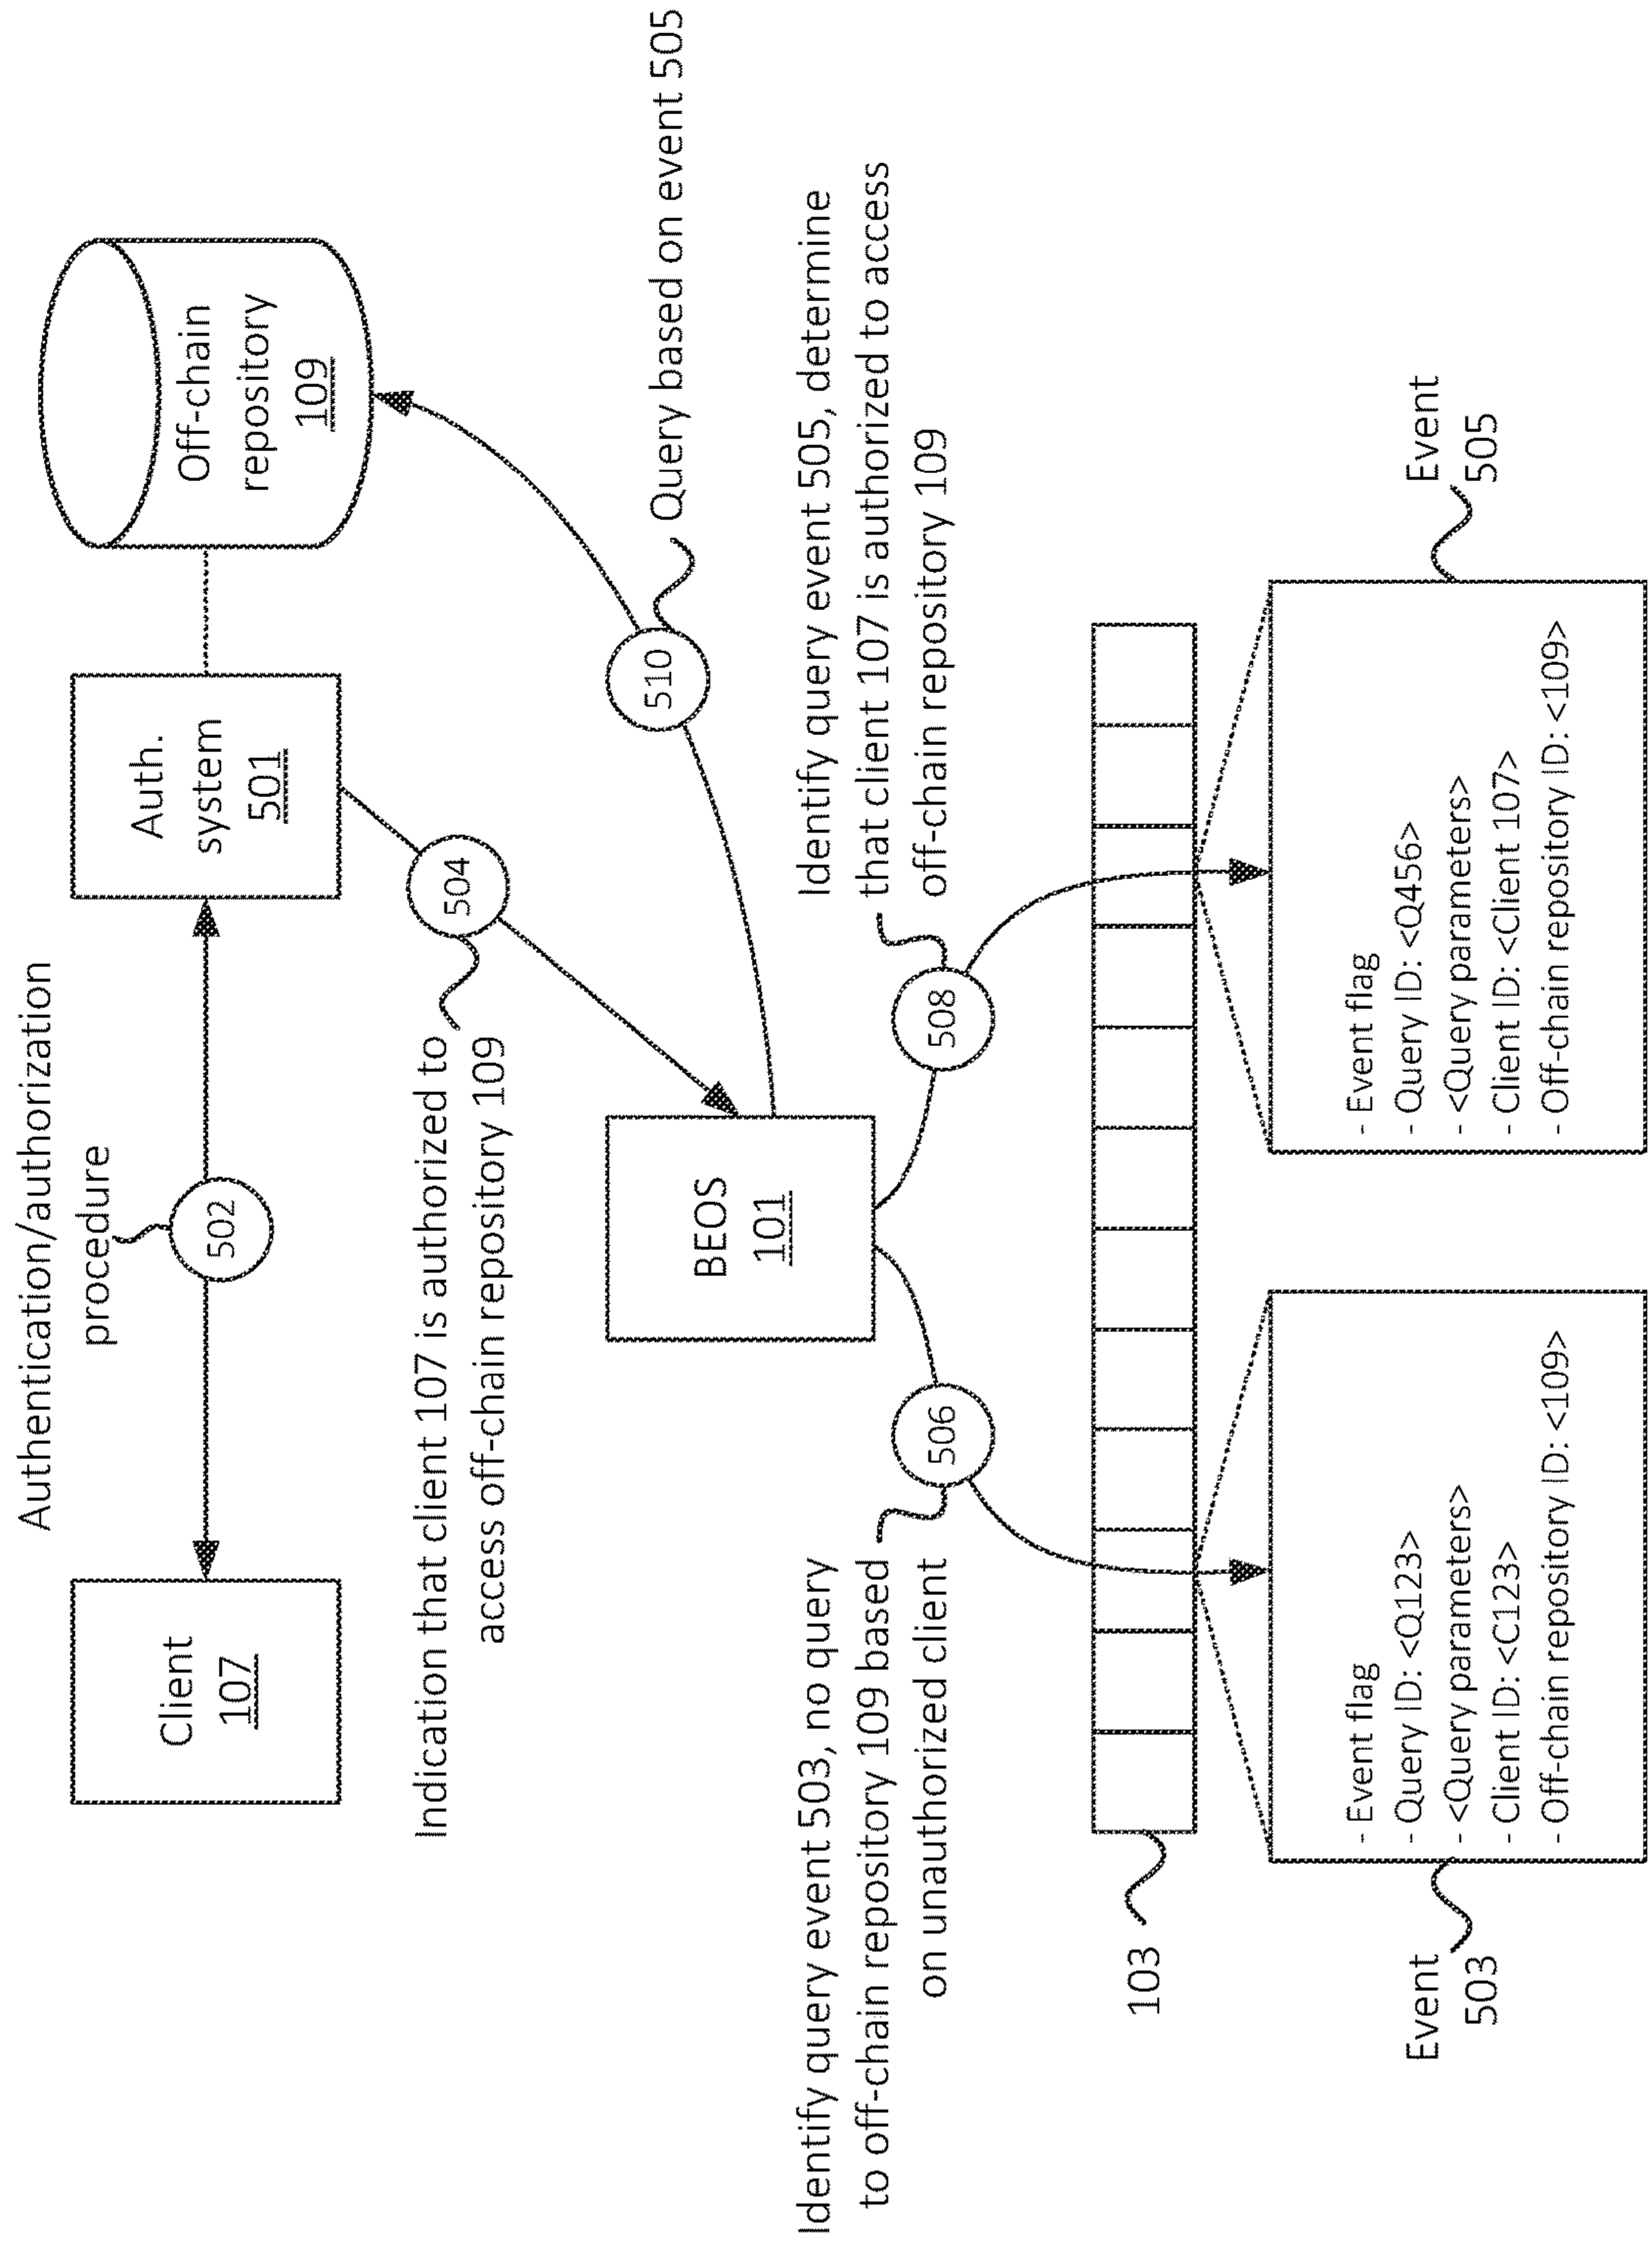 Authentication/authorization
procedure
Client
107
502
Auth.
system
501
Off-chain
repository
109
Indication that client 107 is authorized to
access off-chain repository 109
504
BEOS
101
510
Query based on event 505
Identify query event 503, no query
to off-chain repository 109 based
on unauthorized client
506
508
Identify query event 505, determine
that client 107 is authorized to access
off-chain repository 109
103
Event
503
- Event flag
- Query ID: <Q123>
- <Query parameters>
- Client ID: <C123>
- Off-chain repository ID: <109>
- Event flag
- Query ID: <Q456>
- <Query parameters>
- Client ID: <Client 107>
- Off-chain repository ID: <109>
Event
505